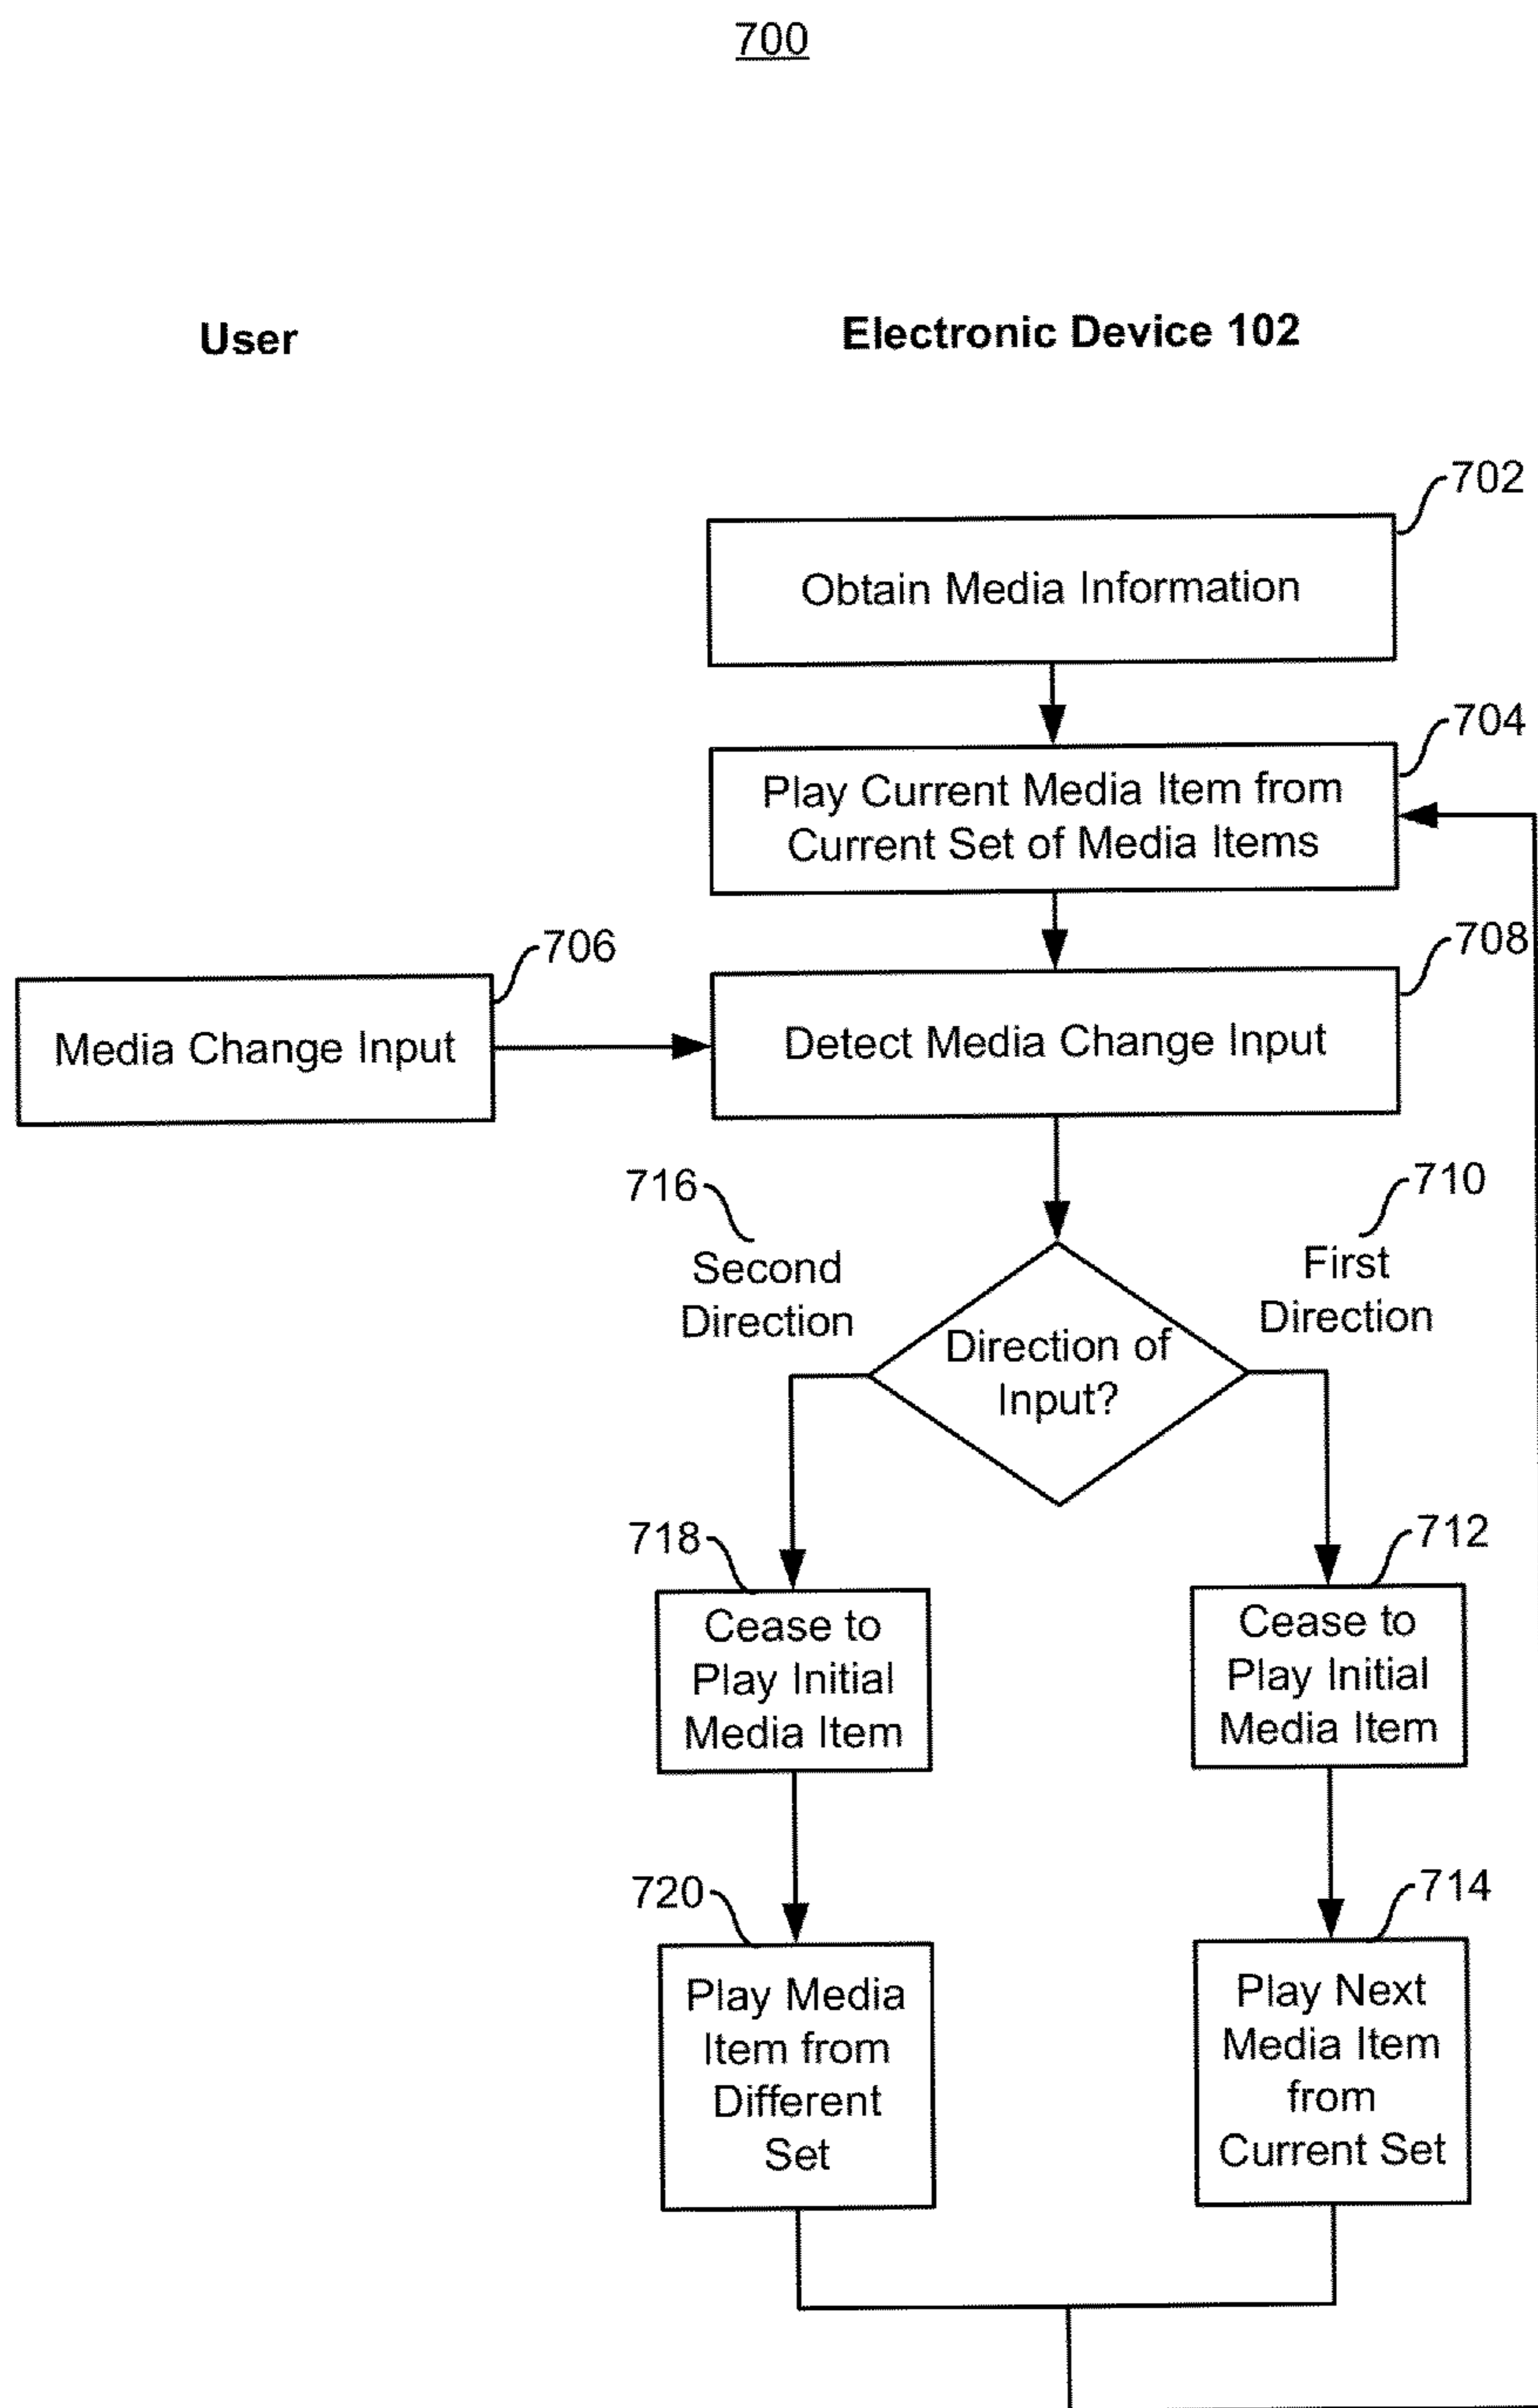 700
User
Electronic Device 102
702
Obtain Media Information
704
Play Current Media Item from
Current Set of Media Items
706
708
Media Change Input
Detect Media Change Input
716
710
Second
Direction
First
Direction
Direction of
Input?
718
712
Cease to
Play Initial
Media Item
Cease to
Play Initial
Media Item
720
714
Play Media
Item from
Different
Set
Play Next
Media Item
from
Current Set